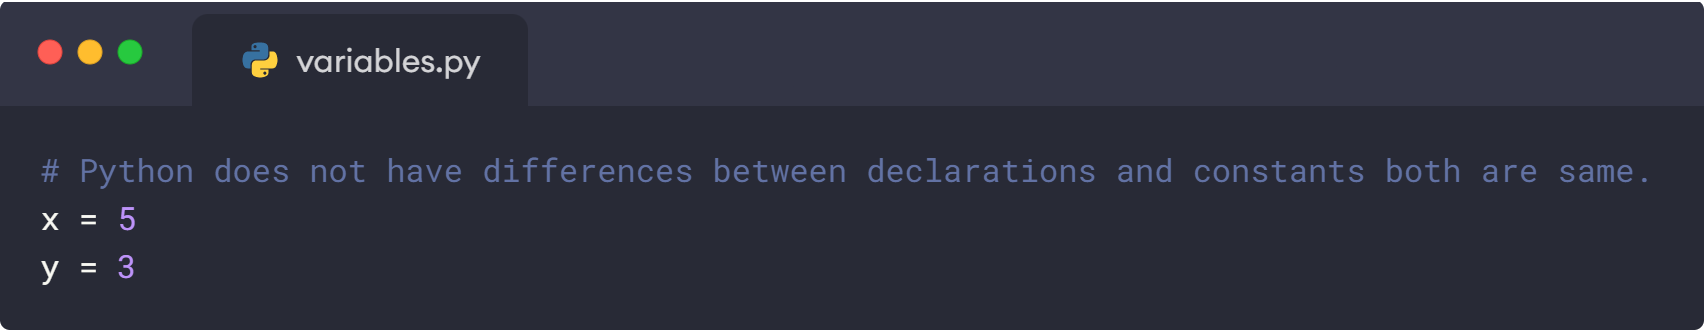 variables.py
# Python does not have differences between declarations and constants both are same.
x = 5
y = 3